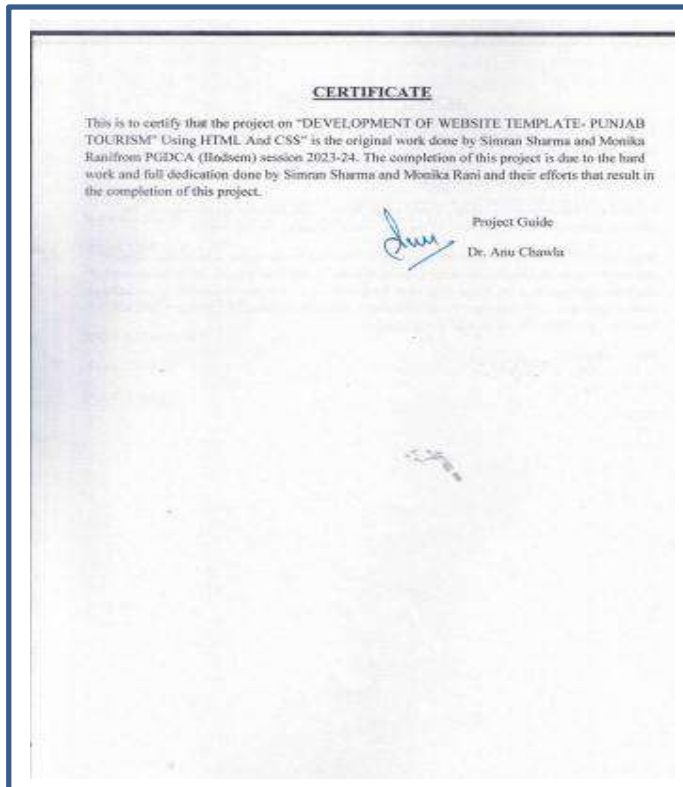 CERTIFICATE
This is to certify that the project on "DEVELOPMENT OF WEBSITE TEMPLATE- PUNJAB
TOURISM" Using HTML And CSS" is the original work done by Simran Sharma and Monika
Ranifrom PGDCA (IIndsem) session 2023-24. The completion of this project is due to the hard
work and full dedication done by Simran Sharma and Monika Rani and their efforts that result in
the completion of this project.
Project Guide
Anu
Dr. Anu Chawla